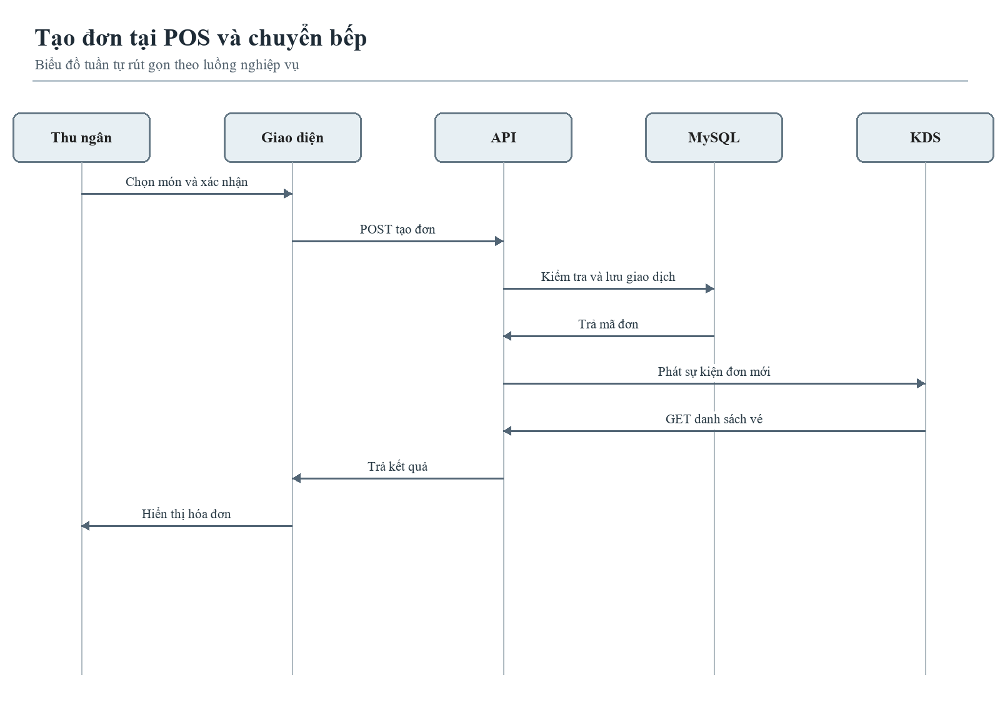 Tạo đơn tại POS và chuyển bếp
Biểu đồ tuần tự rút gọn theo luồng nghiệp vụ
Thu ngân
Giao diện
API
MySQL
KDS
Chọn món và xác nhận
POST tạo đơn
Kiểm tra và lưu giao dịch
Trả mã đơn
Phát sự kiện đơn mới
GET danh sách vé
Trả kết quả
Hiển thị hóa đơn